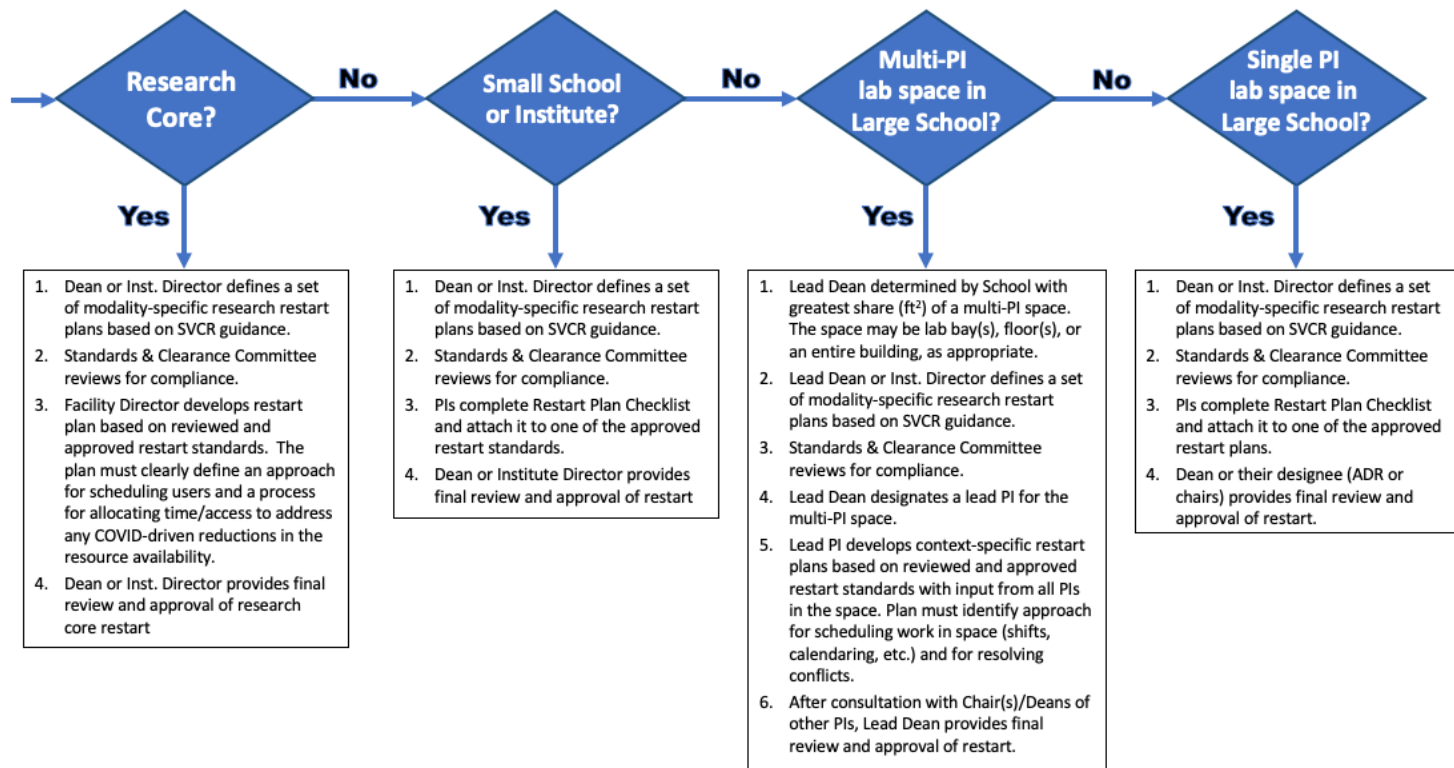 Research
Core?
No
Small School
or Institute?
No
Multi-PI
lab space in
Large School?
No
Single PI
lab space in
Large School?
Yes
Yes
Yes
Yes
1. Dean or Inst. Director defines a set
of modality-specific research restart
plans based on SVCR guidance.
2. Standards & Clearance Committee
reviews for compliance.
3. Facility Director develops restart
plan based on reviewed and
approved restart standards. The
plan must clearly define an approach
for scheduling users and a process
for allocating time/access to address
any COVID-driven reductions in the
resource availability.
4. Dean or Inst. Director provides final
review and approval of research
core restart
1. Dean or Inst. Director defines a set
of modality-specific research restart
plans based on SVCR guidance.
2. Standards & Clearance Committee
reviews for compliance.
3. PIs complete Restart Plan Checklist
and attach it to one of the approved
restart standards.
4. Dean or Institute Director provides
final review and approval of restart
1. Lead Dean determined by School with
greatest share (ft²) of a multi-PI space.
The space may be lab bay(s), floor(s), or
an entire building, as appropriate.
2. Lead Dean or Inst. Director defines a set
of modality-specific research restart
plans based on SVCR guidance.
3. Standards & Clearance Committee
reviews for compliance.
4. Lead Dean designates a lead PI for the
multi-PI space.
5. Lead PI develops context-specific restart
plans based on reviewed and approved
restart standards with input from all PIs
in the space. Plan must identify approach
for scheduling work in space (shifts,
calendaring, etc.) and for resolving
conflicts.
6. After consultation with Chair(s)/Deans of
other PIs, Lead Dean provides final
review and approval of restart.
1. Dean or Inst. Director defines a set
of modality-specific research restart
plans based on SVCR guidance.
2. Standards & Clearance Committee
reviews for compliance.
3. PIs complete Restart Plan Checklist
and attach it to one of the approved
restart plans.
4. Dean or their designee (ADR or
chairs) provides final review and
approval of restart.